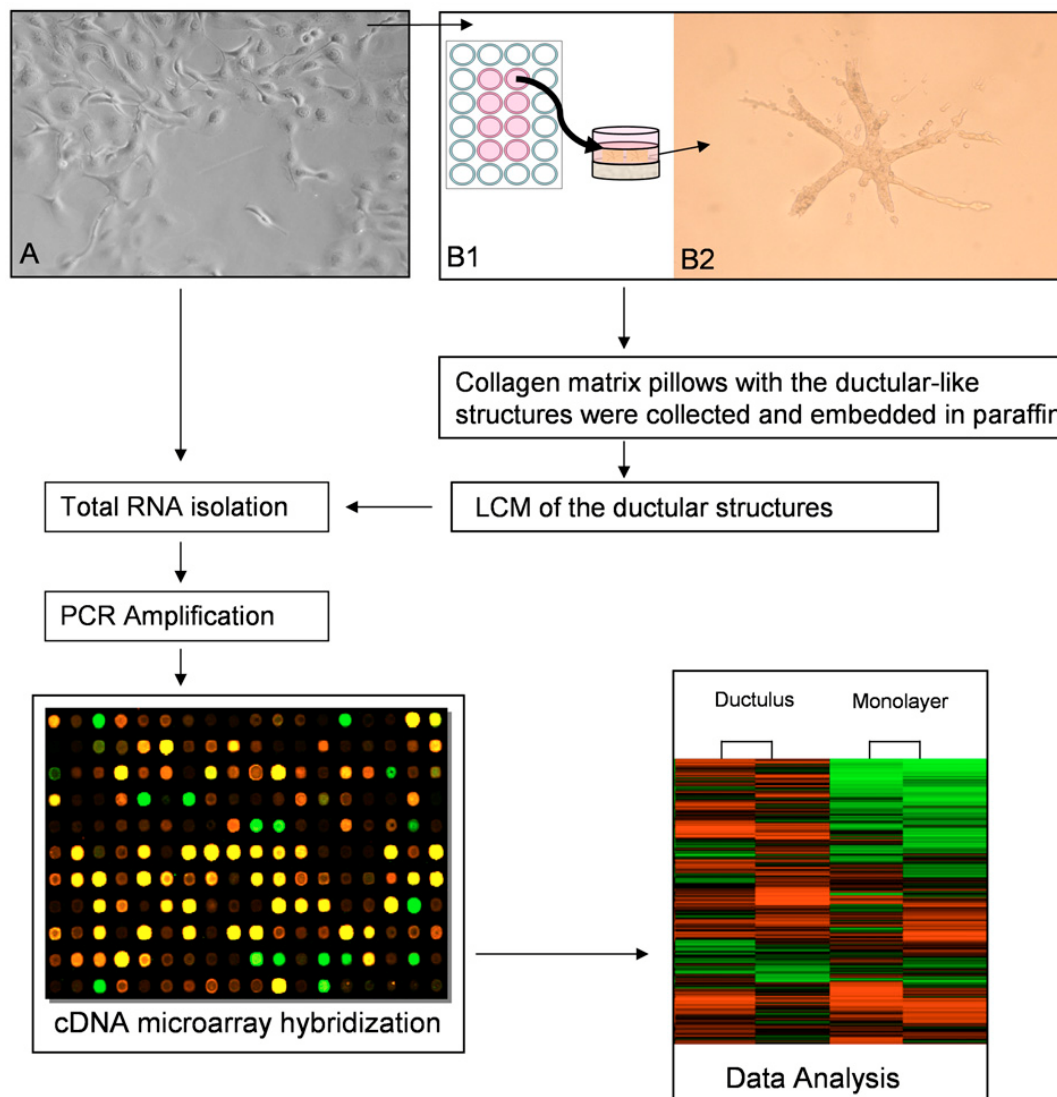 A
B1
B2
Collagen matrix pillows with the ductular-like
structures were collected and embedded in paraffin
Total RNA isolation
LCM of the ductular structures
PCR Amplification
cDNA microarray hybridization
Ductulus
Monolayer
Data Analysis